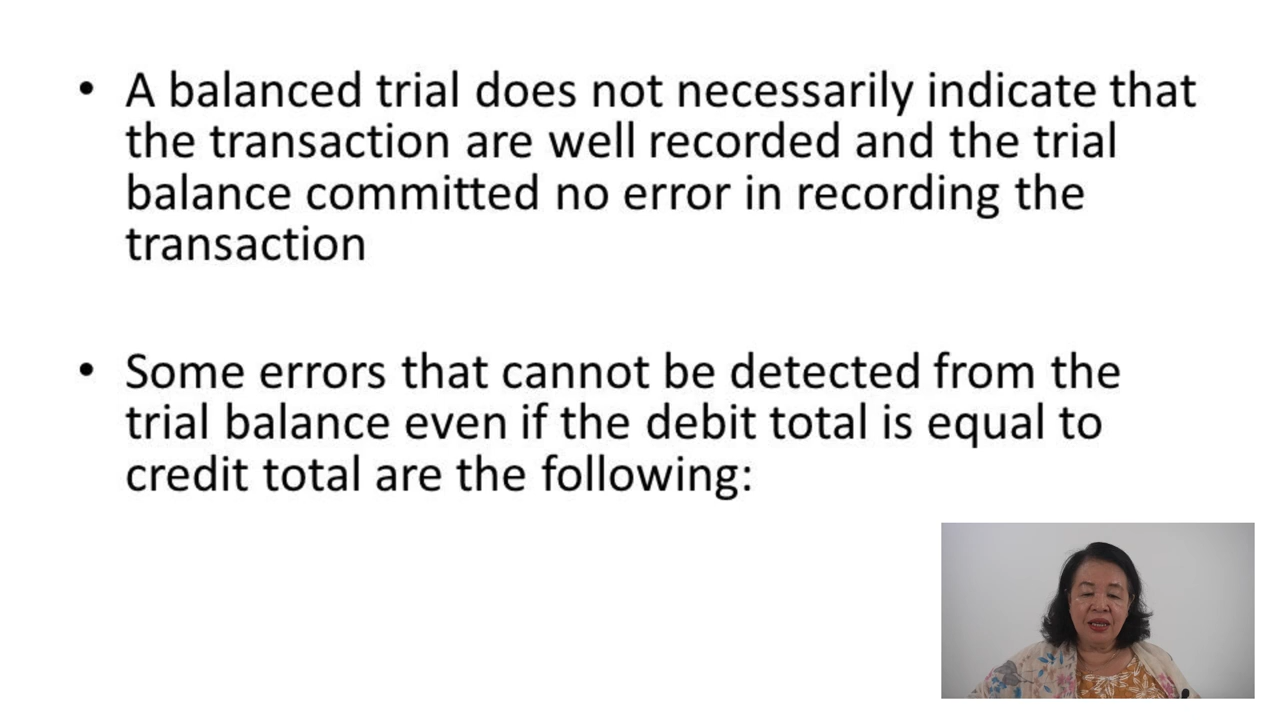 • A balanced trial does not necessarily indicate that
the transaction are well recorded and the trial
balance committed no error in recording the
transaction
• Some errors that cannot be detected from the
trial balance even if the debit total is equal to
credit total are the following: